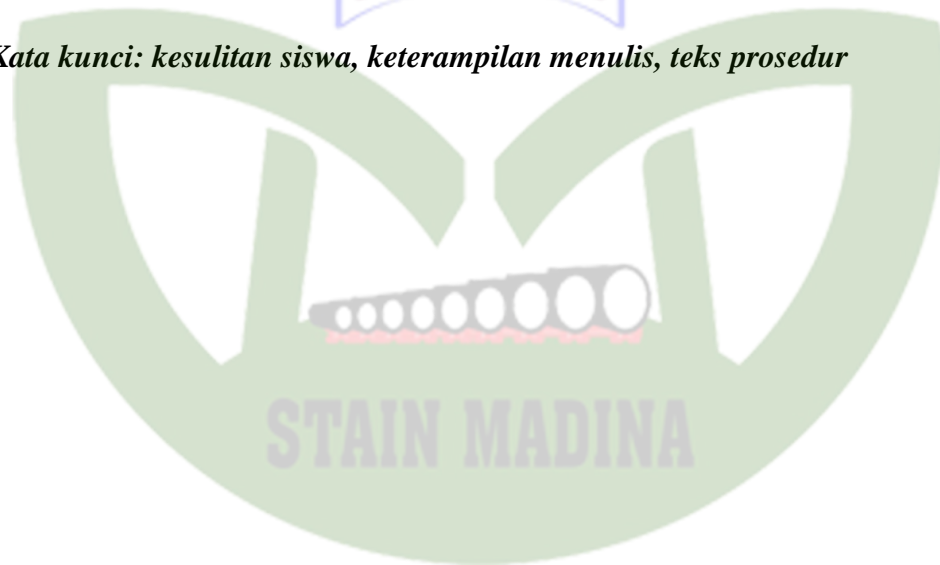 Kata kunci: kesulitan siswa, keterampilan menulis, teks prosedur
STAIN MADINA